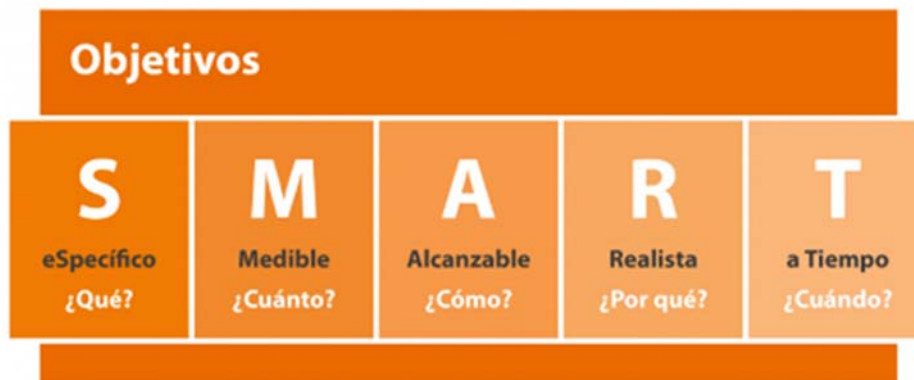 Objetivos
S
eSpecífico
¿Qué?
M
Medible
¿Cuánto?
A
Alcanzable
¿Cómo?
R
Realista
¿Por qué?
T
a Tiempo
¿Cuándo?